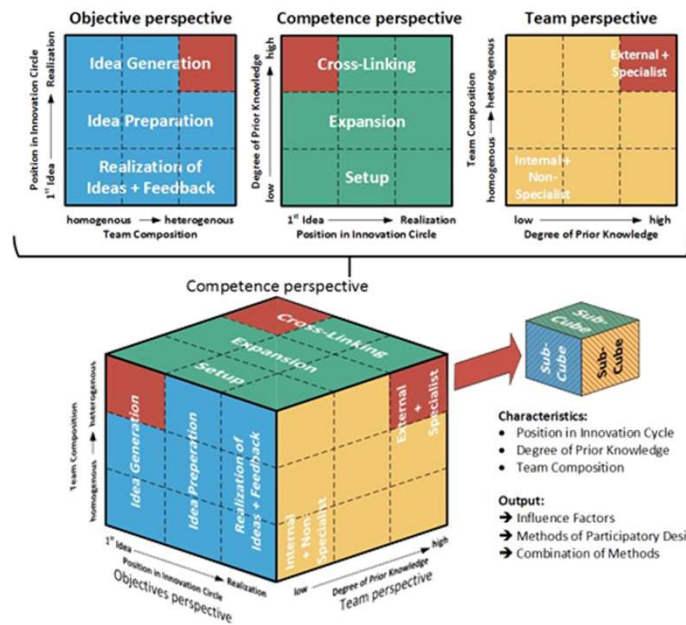 Objective perspective
Competence perspective
Team perspective
Position in Innovation Circle
1st Idea → Realization
Idea Generation
Idea Preparation
Realization of
Ideas + Feedback
homogenous → heterogenous
Team Composition
Degree of Prior Knowledge
low → high
Cross-Linking
Expansion
Setup
1st Idea → Realization
Position in Innovation Circle
Team Composition
homogenous → heterogenous
External +
Specialist
Internal +
Non-
Specialist
low → high
Degree of Prior Knowledge
Competence perspective
Cross-Linking
Expansion
Setup
Team Composition
homogenous → heterogenous
Idea Generation
Idea Preperation
Realization of
Ideas + Feedback
Internal
+ Non-
Specialist
External +
Specialist
1st Idea → Realization
Position in Innovation Circle
Objectives perspective
low → high
Degree of Prior Knowledge
Team perspective
Sub-
Cube
Sub-
Cube
Sub-
Cube
Characteristics:
• Position in Innovation Cycle
• Degree of Prior Knowledge
• Team Composition
Output:
➔ Influence Factors
➔ Methods of Participatory Desi
➔ Combination of Methods